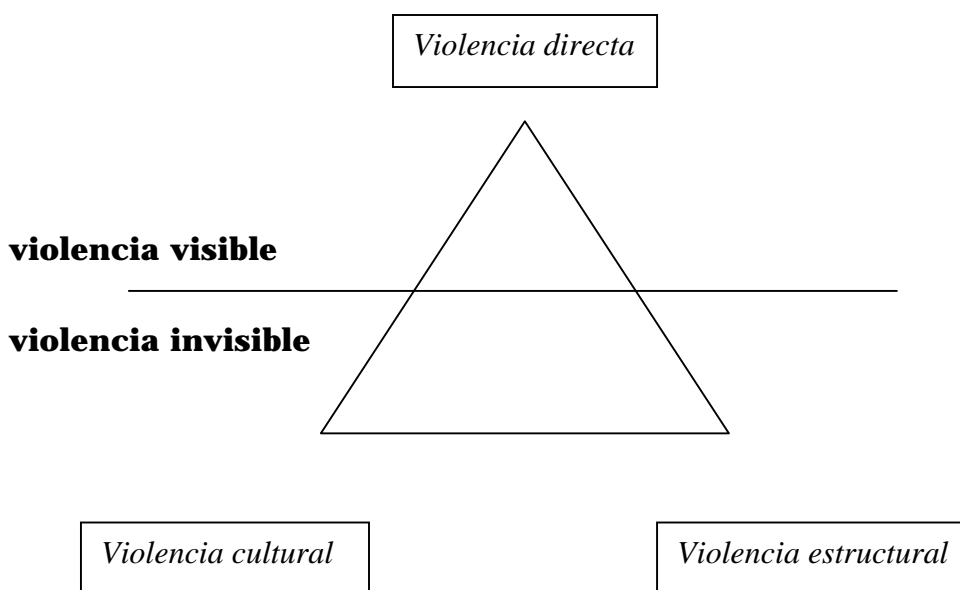 Violencia directa
violencia visible
violencia invisible
Violencia cultural
Violencia estructural